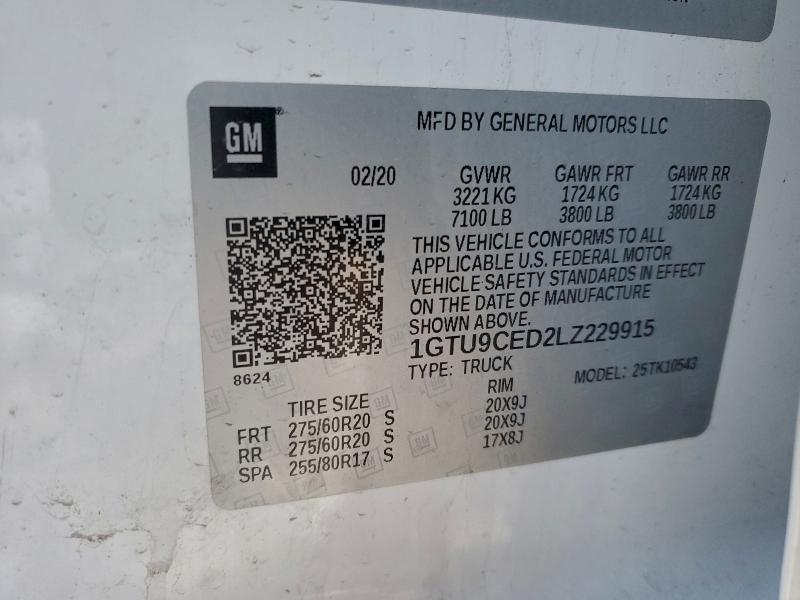 GM
MFD BY GENERAL MOTORS LLC
02/20
GVWR GAWR FRT GAWR RR
3221 KG 1724 KG 1724 KG
7100 LB 3800 LB 3800 LB
THIS VEHICLE CONFORMS TO ALL
APPLICABLE U.S. FEDERAL MOTOR
VEHICLE SAFETY STANDARDS IN EFFECT
ON THE DATE OF MANUFACTURE
SHOWN ABOVE.
1GTU9CED2LZ229915
8624
TYPE: TRUCK MODEL: 25TK10543
TIRE SIZE RIM
FRT 275/60R20 S 20X9J
RR 275/60R20 S 20X9J
SPA 255/80R17 S 17X8J